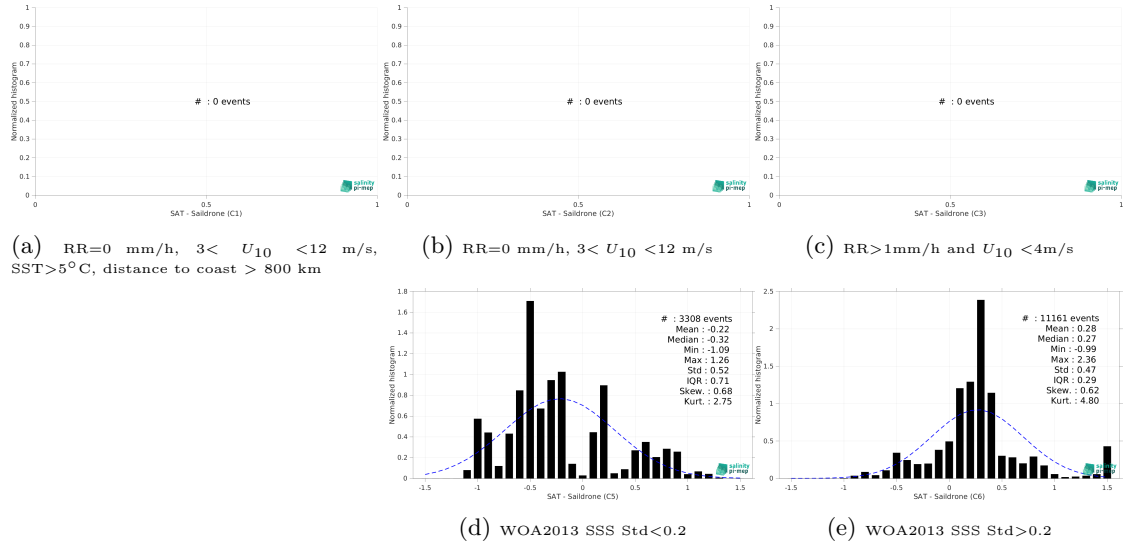 1
0.9
0.8
0.7
0.6
0.5
0.4
0.3
0.2
0.1
0
Normalized histogram
# : 0 events
salinity
pi-mep
0
0.5
1
SAT - Saildrone (C1)
1
0.9
0.8
0.7
0.6
0.5
0.4
0.3
0.2
0.1
0
Normalized histogram
# : 0 events
salinity
pi-mep
0
0.5
1
SAT - Saildrone (C2)
1
0.9
0.8
0.7
0.6
0.5
0.4
0.3
0.2
0.1
0
Normalized histogram
# : 0 events
salinity
pi-mep
0
0.5
1
SAT - Saildrone (C3)
(a) RR=0 mm/h, 3< U10 <12 m/s,
SST>5°C, distance to coast > 800 km
(b) RR=0 mm/h, 3< U10 <12 m/s
(c) RR>1mm/h and U10 <4m/s
1.8
1.6
1.4
1.2
1
0.8
0.6
0.4
0.2
0
Normalized histogram
# : 3308 events
Mean : -0.22
Median : -0.32
Min : -1.09
Max : 1.26
Std : 0.52
IQR : 0.71
Skew. : 0.68
Kurt. : 2.75
salinity
pi-mep
-1.5
-1
-0.5
0
0.5
1
1.5
SAT - Saildrone (C5)
2.5
2
1.5
1
0.5
0
Normalized histogram
# : 11161 events
Mean : 0.28
Median : 0.27
Min : -0.99
Max : 2.36
Std : 0.47
IQR : 0.29
Skew. : 0.62
Kurt. : 4.80
salinity
pi-mep
-1.5
-1
-0.5
0
0.5
1
1.5
SAT - Saildrone (C6)
(d) WOA2013 SSS Std<0.2
(e) WOA2013 SSS Std>0.2